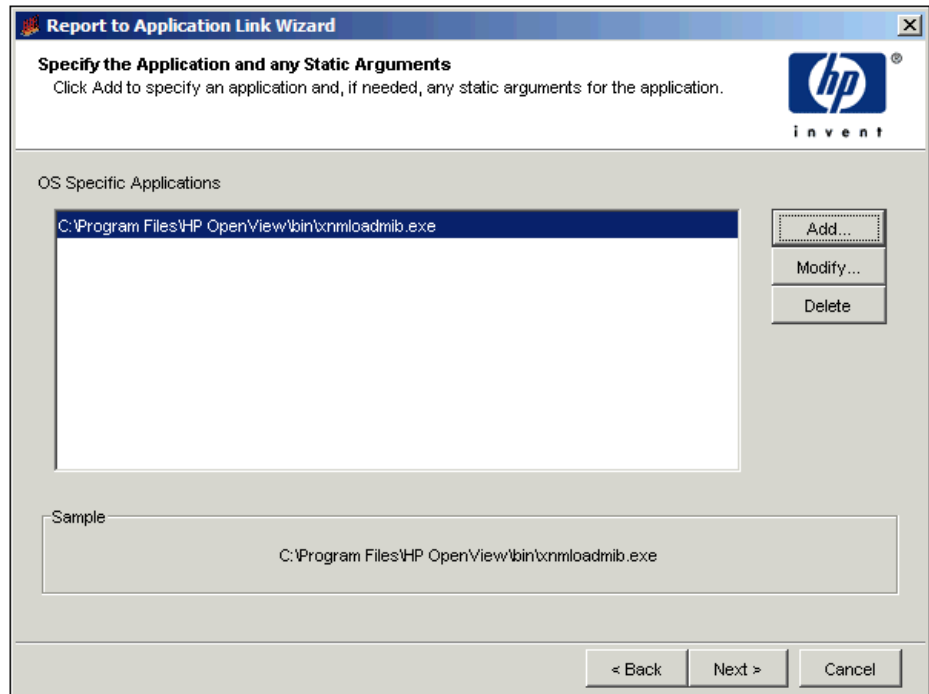 Report to Application Link Wizard
Specify the Application and any Static Arguments
Click Add to specify an application and, if needed, any static arguments for the application.
hp
®
invent
OS Specific Applications
C:\Program Files\HP OpenView\bin\xnmloadmib.exe
Add...
Modify...
Delete
Sample
C:\Program Files\HP OpenView\bin\xnmloadmib.exe
< Back
Next >
Cancel